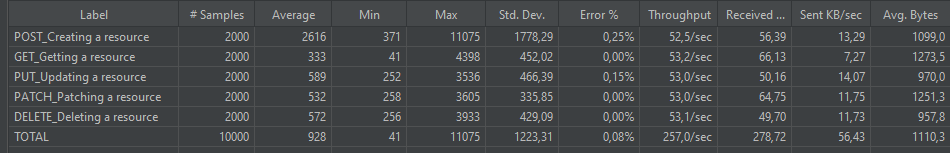 Label # Samples Average Min Max Std. Dev. Error % Throughput Received ... Sent KB/sec Avg. Bytes
POST_Creating a resource 2000 2616 371 11075 1778,29 0,25% 52,5/sec 56,39 13,29 1099,0
GET_Getting a resource 2000 333 41 4398 452,02 0,00% 53,2/sec 66,13 7,27 1273,5
PUT_Updating a resource 2000 589 252 3536 466,39 0,15% 53,0/sec 50,16 14,07 970,0
PATCH_Patching a resource 2000 532 258 3605 335,85 0,00% 53,0/sec 64,75 11,75 1251,3
DELETE_Deleting a resource 2000 572 256 3933 429,09 0,00% 53,1/sec 49,70 11,73 957,8
TOTAL 10000 928 41 11075 1223,31 0,08% 257,0/sec 278,72 56,43 1110,3